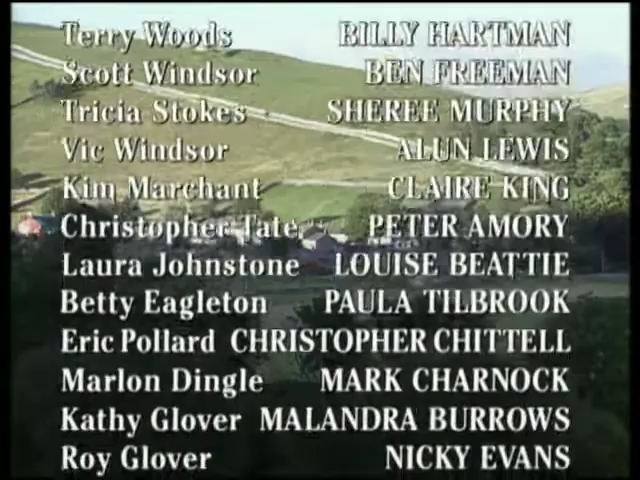 Terry Woods BILLY HARTMAN
Scott Windsor BEN FREEMAN
Tricia Stokes SHEREE MURPHY
Vic Windsor ALUN LEWIS
Kim Marchant CLAIRE KING
Christopher Tate PETER AMORY
Laura Johnstone LOUISE BEATTIE
Betty Eagleton PAULA TILBROOK
Eric Pollard CHRISTOPHER CHITTELL
Marlon Dingle MARK CHARNOCK
Kathy Glover MALANDRA BURROWS
Roy Glover NICKY EVANS